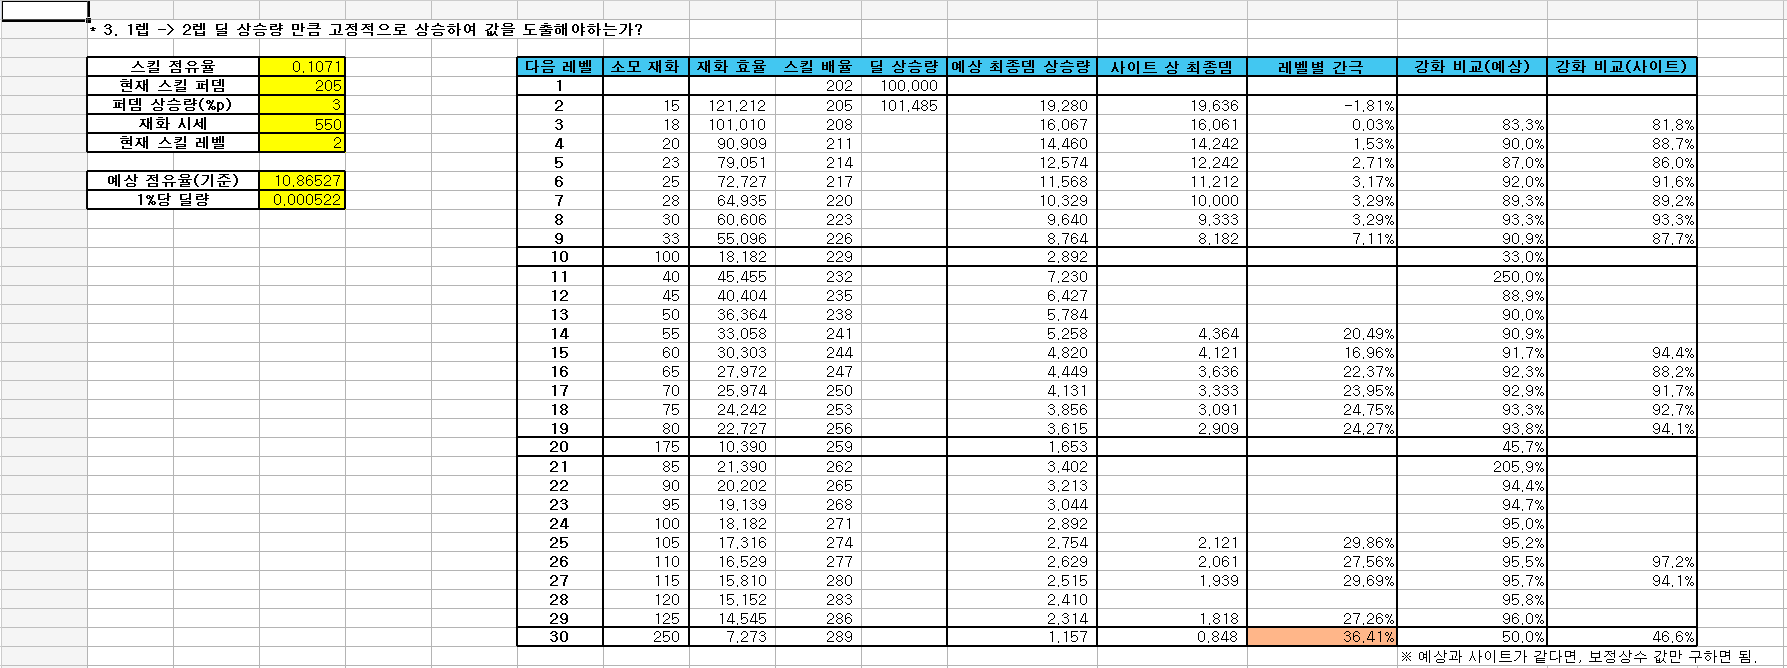 * 3. 1렙 -> 2렙 딜 상승량 만큼 고정적으로 상승하여 값을 도출해야하는가?
스킬 점유율 0.1071
현재 스킬 퍼뎀 205
퍼뎀 상승량(%p) 3
재화 시세 550
현재 스킬 레벨 2
예상 점유율(기준) 10.86527
1%당 딜량 0.000522
다음 레벨 소모 재화 재화 효율 스킬 배율 딜 상승량 예상 최종뎀 상승량 사이트 상 최종뎀 레벨별 간극 강화 비교(예상) 강화 비교(사이트)
1 202 100.000
2 15 121.212 205 101.485 19.280 19.636 -1.81%
3 18 101.010 208 16.067 16.061 0.03% 83.3% 81.8%
4 20 90.909 211 14.460 14.242 1.53% 90.0% 88.7%
5 23 79.051 214 12.574 12.242 2.71% 87.0% 86.0%
6 25 72.727 217 11.568 11.212 3.17% 92.0% 91.6%
7 28 64.935 220 10.329 10.000 3.29% 89.3% 89.2%
8 30 60.606 223 9.640 9.333 3.29% 93.3% 93.3%
9 33 55.096 226 8.764 8.182 7.11% 90.9% 87.7%
10 100 18.182 229 2.892 33.0%
11 40 45.455 232 7.230 250.0%
12 45 40.404 235 6.427 88.9%
13 50 36.364 238 5.784 90.0%
14 55 33.058 241 5.258 4.364 20.49% 90.9%
15 60 30.303 244 4.820 4.121 16.96% 91.7% 94.4%
16 65 27.972 247 4.449 3.636 22.37% 92.3% 88.2%
17 70 25.974 250 4.131 3.333 23.95% 92.9% 91.7%
18 75 24.242 253 3.856 3.091 24.75% 93.3% 92.7%
19 80 22.727 256 3.615 2.909 24.27% 93.8% 94.1%
20 175 10.390 259 1.653 45.7%
21 85 21.390 262 3.402 205.9%
22 90 20.202 265 3.213 94.4%
23 95 19.139 268 3.044 94.7%
24 100 18.182 271 2.892 95.0%
25 105 17.316 274 2.754 2.121 29.86% 95.2%
26 110 16.529 277 2.629 2.061 27.56% 95.5% 97.2%
27 115 15.810 280 2.515 1.939 29.69% 95.7% 94.1%
28 120 15.152 283 2.410 95.8%
29 125 14.545 286 2.314 1.818 27.26% 96.0%
30 250 7.273 289 1.157 0.848 36.41% 50.0% 46.6%
※ 예상과 사이트가 같다면, 보정상수 값만 구하면 됨.